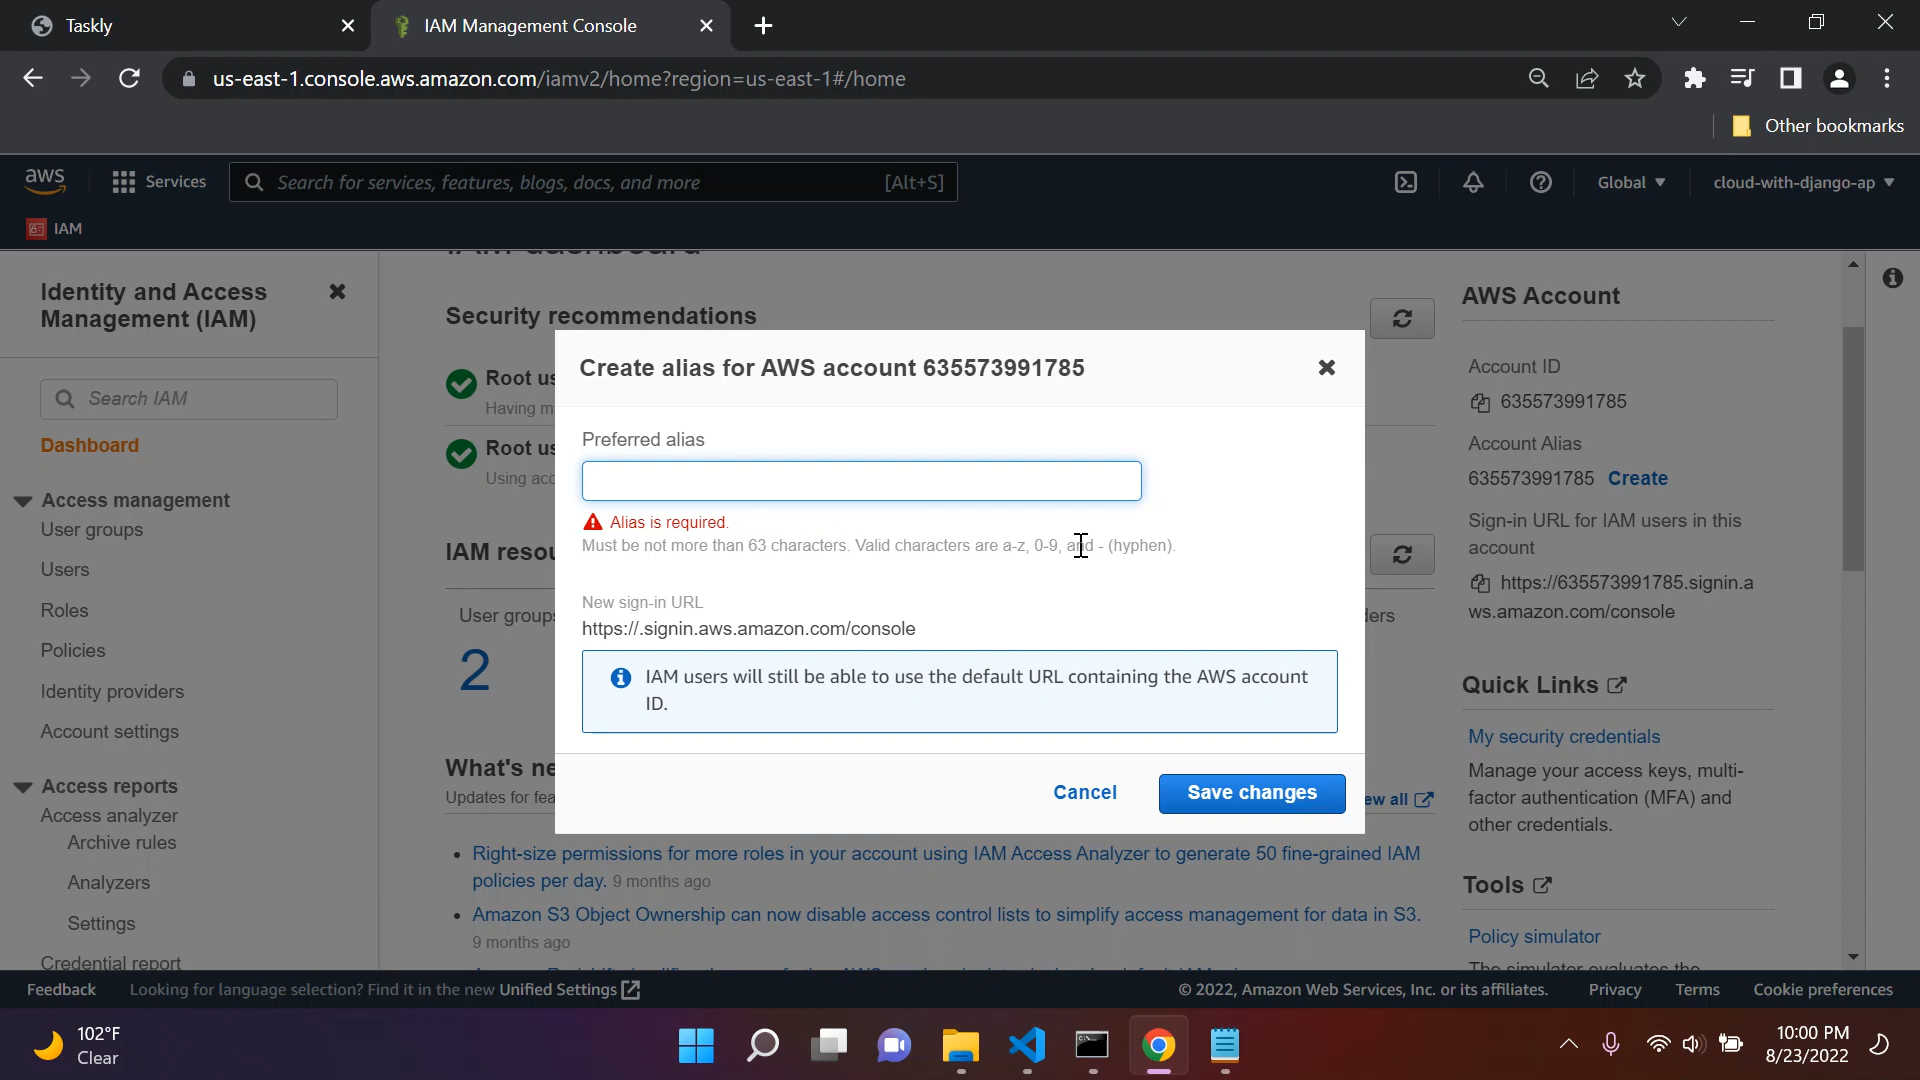 Taskly
IAM Management Console
us-east-1.console.aws.amazon.com/iamv2/home?region=us-east-1#/home
Other bookmarks
aws
Services
Search for services, features, blogs, docs, and more
[Alt+S]
Global
cloud-with-django-ap
IAM
Identity and Access
Management (IAM)
Search IAM
Dashboard
Access management
User groups
Users
Roles
Policies
Identity providers
Account settings
Access reports
Access analyzer
Archive rules
Analyzers
Settings
Credential report
IAM dashboard
Security recommendations
Root us
Having m
Root us
Using acc
IAM resou
User groups
2
What's ne
Updates for fea
ew all
Right-size permissions for more roles in your account using IAM Access Analyzer to generate 50 fine-grained IAM
policies per day. 9 months ago
Amazon S3 Object Ownership can now disable access control lists to simplify access management for data in S3.
9 months ago
Create alias for AWS account 635573991785
Preferred alias
Alias is required.
Must be not more than 63 characters. Valid characters are a-z, 0-9, and - (hyphen).
New sign-in URL
https://.signin.aws.amazon.com/console
IAM users will still be able to use the default URL containing the AWS account
ID.
Cancel
Save changes
AWS Account
Account ID
635573991785
Account Alias
635573991785 Create
Sign-in URL for IAM users in this
account
https://635573991785.signin.a
ws.amazon.com/console
Quick Links
My security credentials
Manage your access keys, multi-
factor authentication (MFA) and
other credentials.
Tools
Policy simulator
The simulator evaluates the
Feedback
Looking for language selection? Find it in the new Unified Settings
© 2022, Amazon Web Services, Inc. or its affiliates.
Privacy
Terms
Cookie preferences
102°F
Clear
10:00 PM
8/23/2022